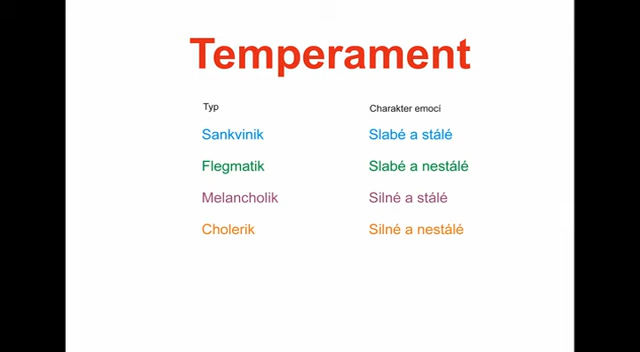 Temperament
Typ Charakter emocí
Sankvinik Slabé a stálé
Flegmatik Slabé a nestálé
Melancholik Silné a stálé
Cholerik Silné a nestálé